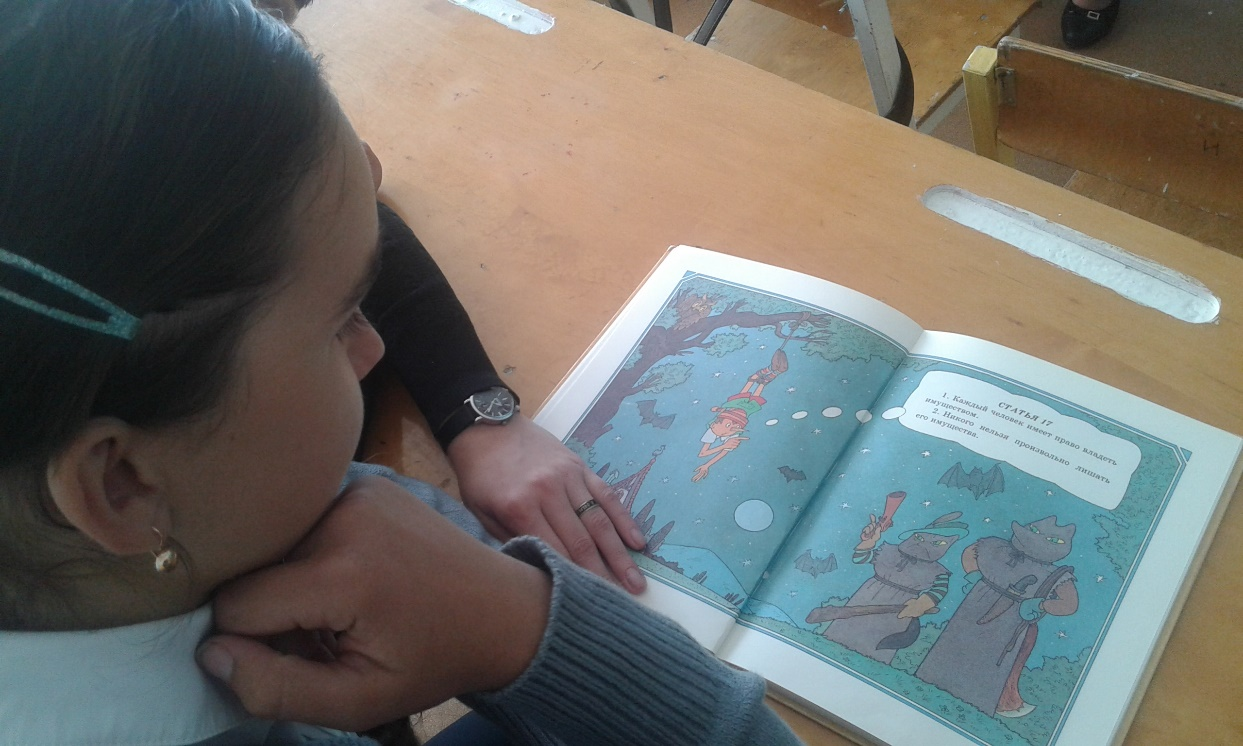 СТАТЬЯ 17
1. Каждый человек имеет право владеть
имуществом.
2. Никого нельзя произвольно лишать
его имущества.